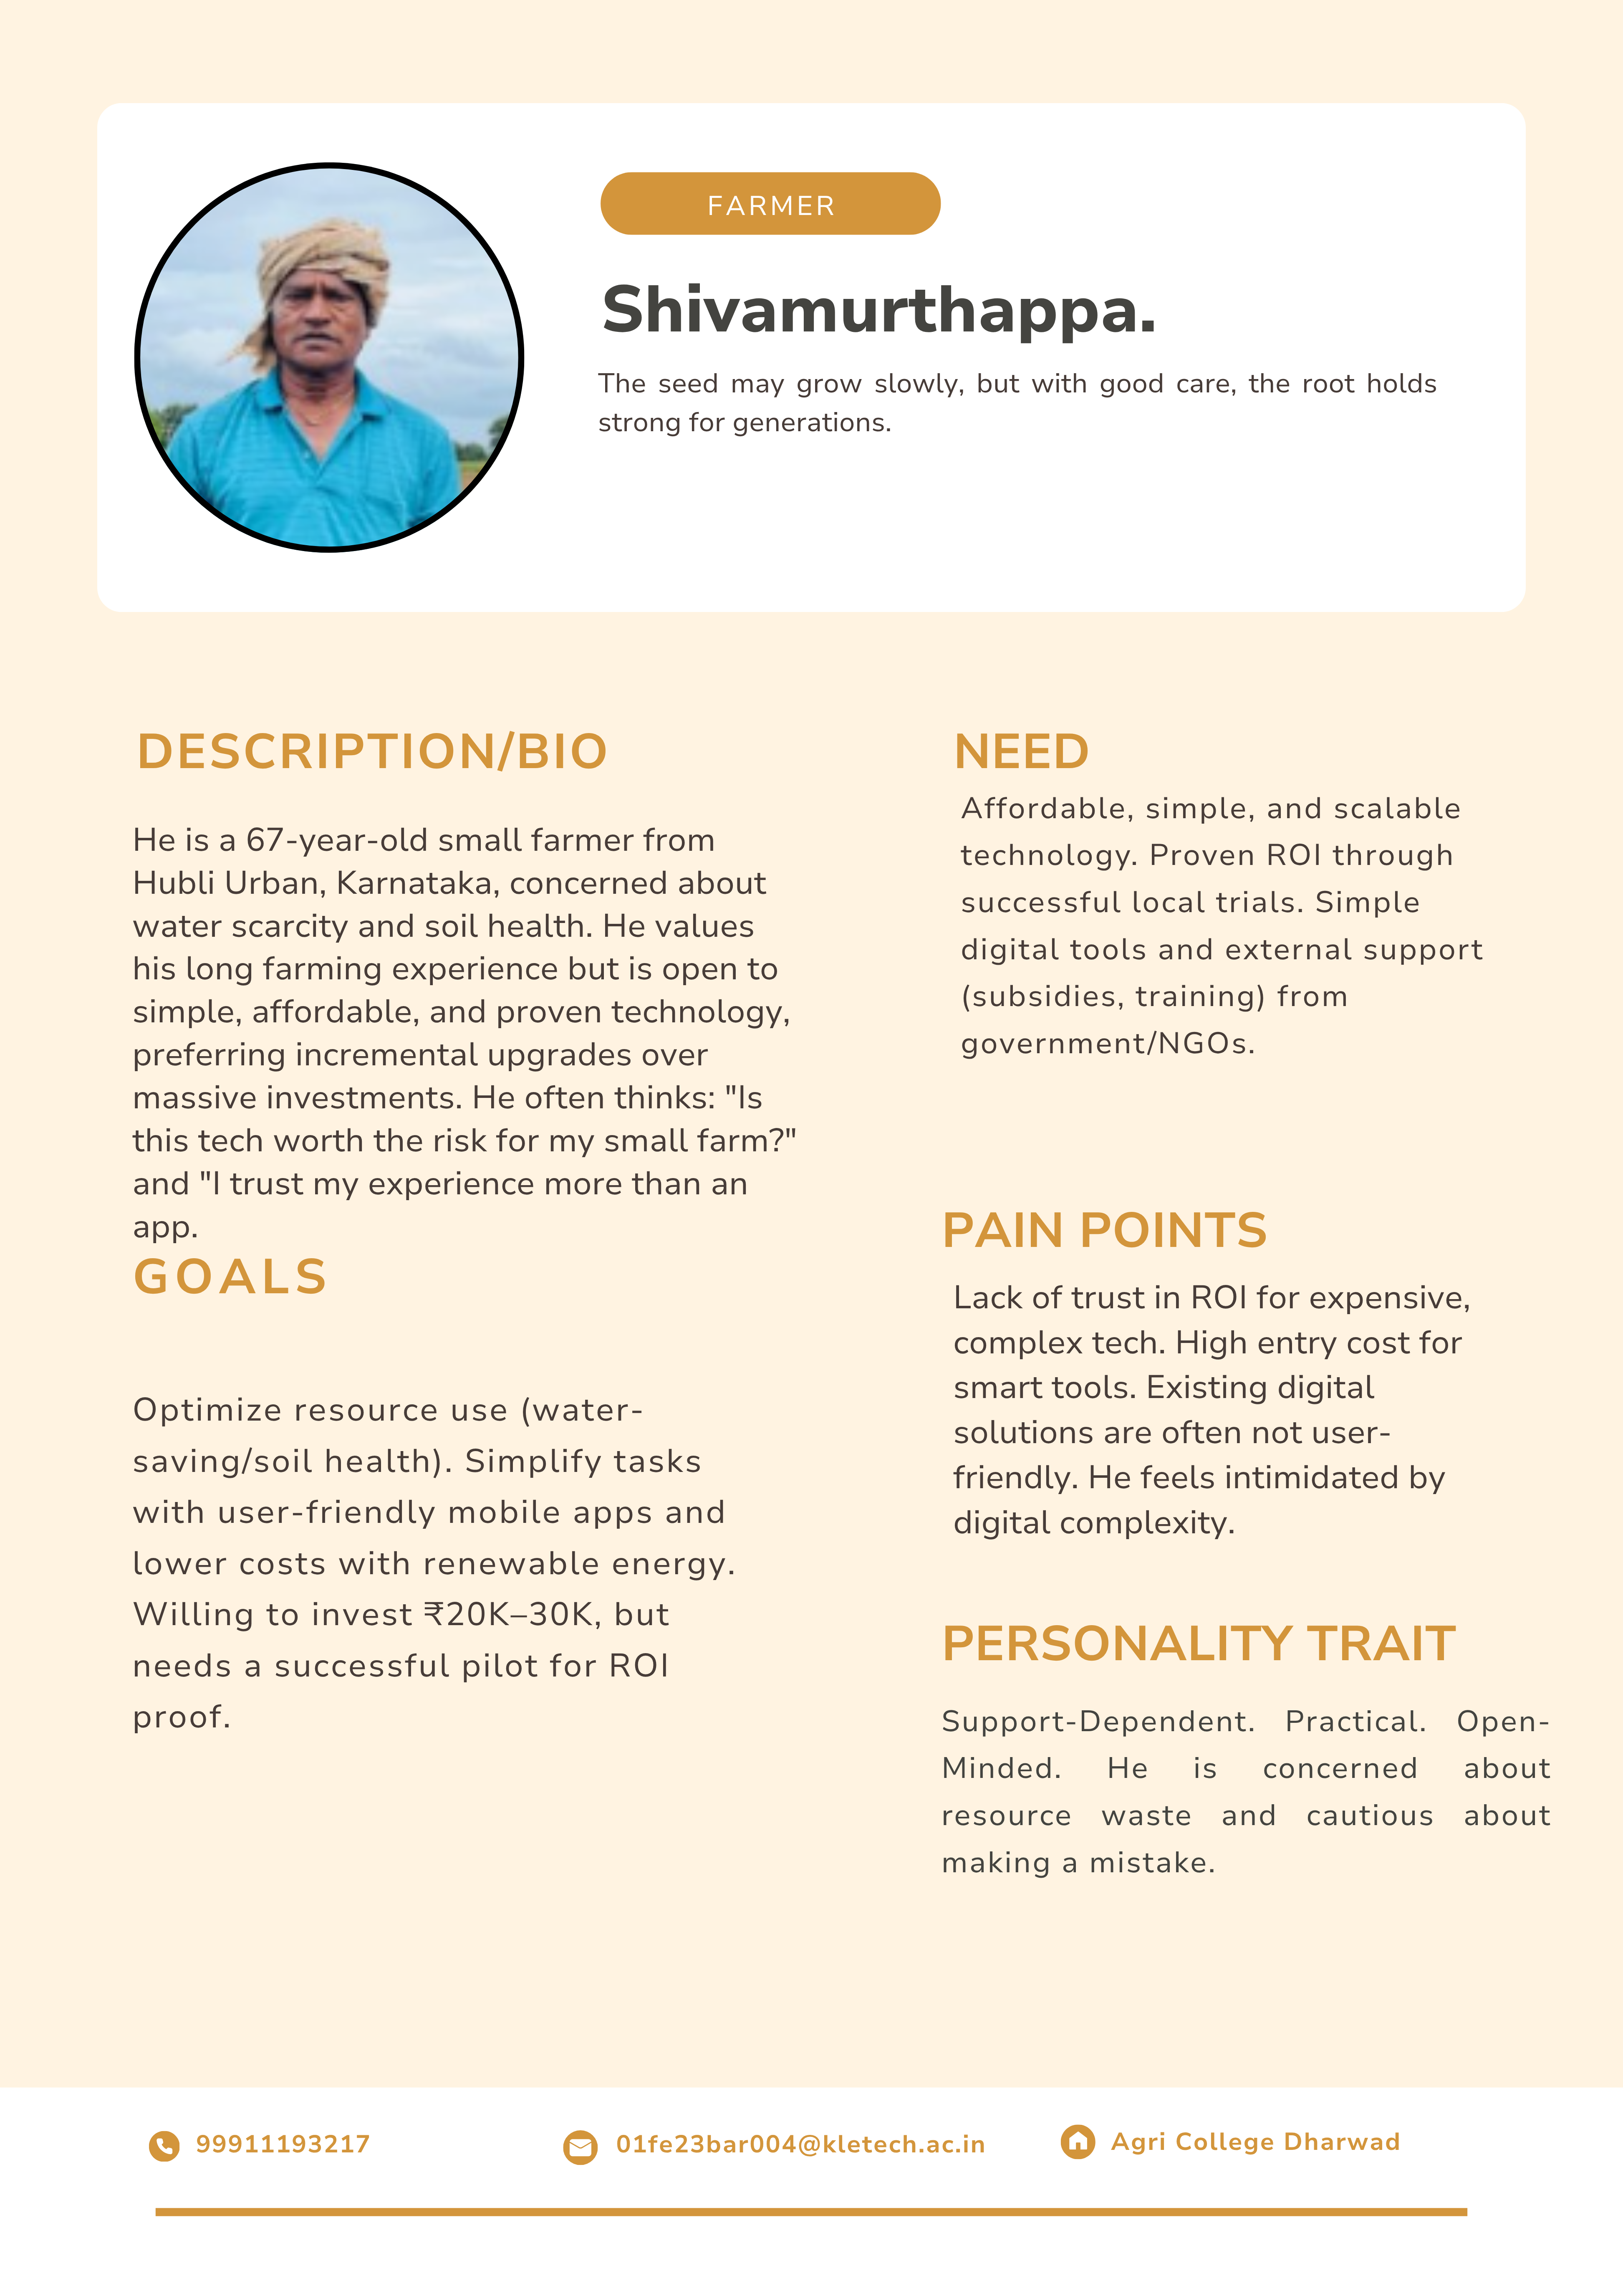 FARMER
Shivamurthappa.
The seed may grow slowly, but with good care, the root holds
strong for generations.
DESCRIPTION/BIO
He is a 67-year-old small farmer from
Hubli Urban, Karnataka, concerned about
water scarcity and soil health. He values
his long farming experience but is open to
simple, affordable, and proven technology,
preferring incremental upgrades over
massive investments. He often thinks: "Is
this tech worth the risk for my small farm?"
and "I trust my experience more than an
app.
GOALS
Optimize resource use (water-
saving/soil health). Simplify tasks
with user-friendly mobile apps and
lower costs with renewable energy.
Willing to invest ₹20K–30K, but
needs a successful pilot for ROI
proof.
NEED
Affordable, simple, and scalable
technology. Proven ROI through
successful local trials. Simple
digital tools and external support
(subsidies, training) from
government/NGOs.
PAIN POINTS
Lack of trust in ROI for expensive,
complex tech. High entry cost for
smart tools. Existing digital
solutions are often not user-
friendly. He feels intimidated by
digital complexity.
PERSONALITY TRAIT
Support-Dependent. Practical. Open-
Minded. He is concerned about
resource waste and cautious about
making a mistake.
99911193217
01fe23bar004@kletech.ac.in
Agri College Dharwad